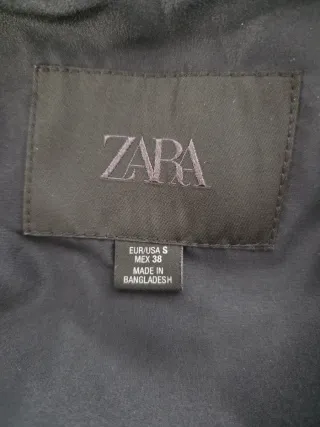 ZARA
EUR/USA S
MEX 38
MADE IN
BANGLADESH